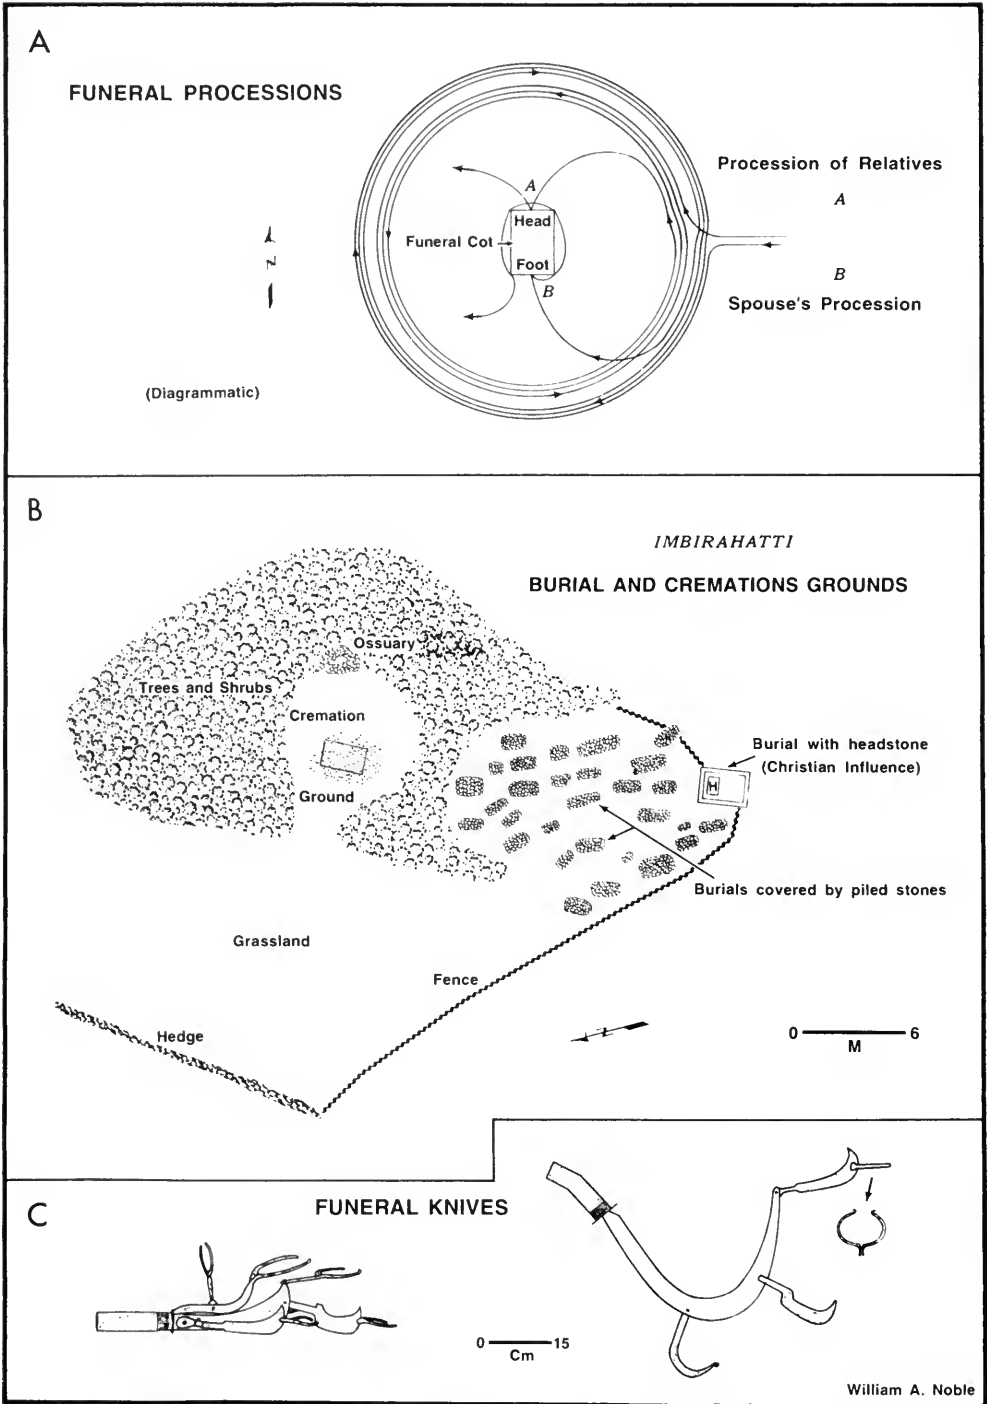 A
FUNERAL PROCESSIONS
Procession of Relatives
A
A
Head
Funeral Cot
Foot
B
B
Spouse's Procession
N
(Diagrammatic)
B
IMBIRAHATTI
BURIAL AND CREMATIONS GROUNDS
Ossuary
Trees and Shrubs
Cremation
Ground
Burial with headstone
(Christian Influence)
H
Burials covered by piled stones
Grassland
Fence
Hedge
N
0 6
M
C
FUNERAL KNIVES
0 15
Cm
William A. Noble